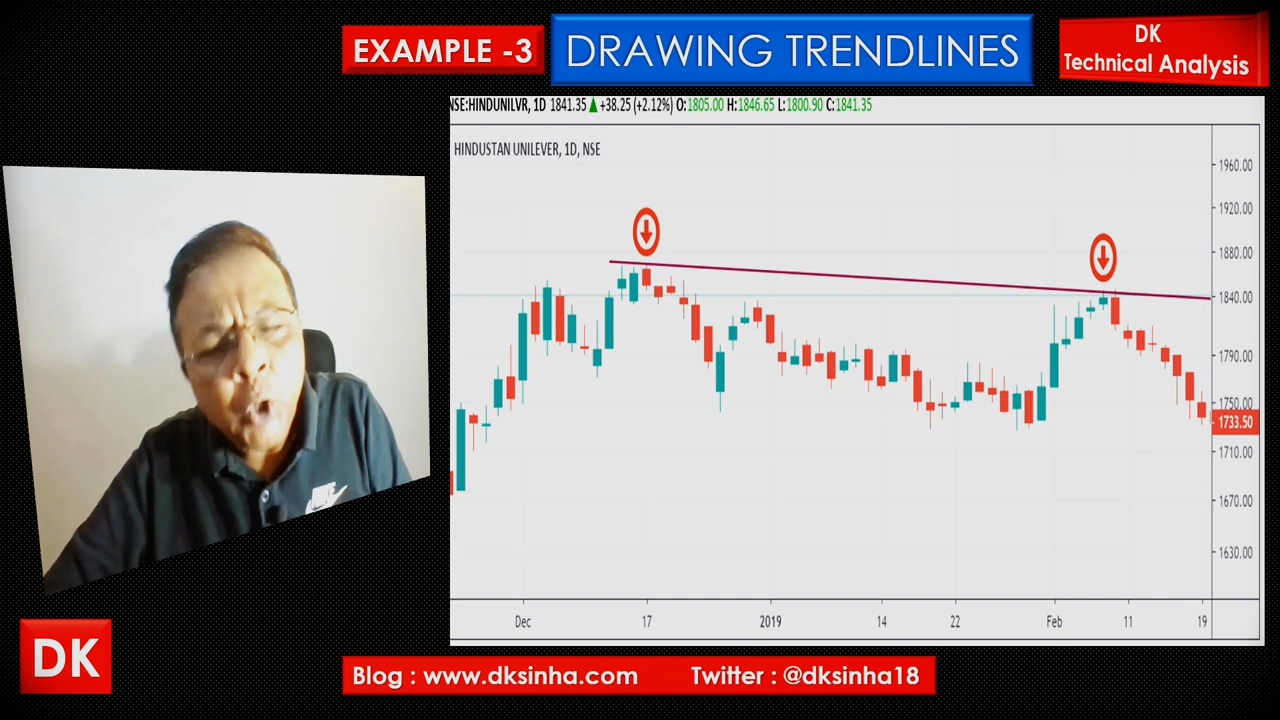 EXAMPLE -3
DRAWING TRENDLINES
DK
Technical Analysis
NSE:HINDUNILVR, 1D 1841.35 ▲ +38.25 (+2.12%) O:1805.00 H:1846.65 L:1800.90 C:1841.35
HINDUSTAN UNILEVER, 1D, NSE
1960.00
1920.00
1880.00
1840.00
1790.00
1750.00
1733.50
1710.00
1670.00
1630.00
Dec 17 2019 14 22 Feb 11 19
NIKE
DK
Blog : www.dksinha.com Twitter : @dksinha18